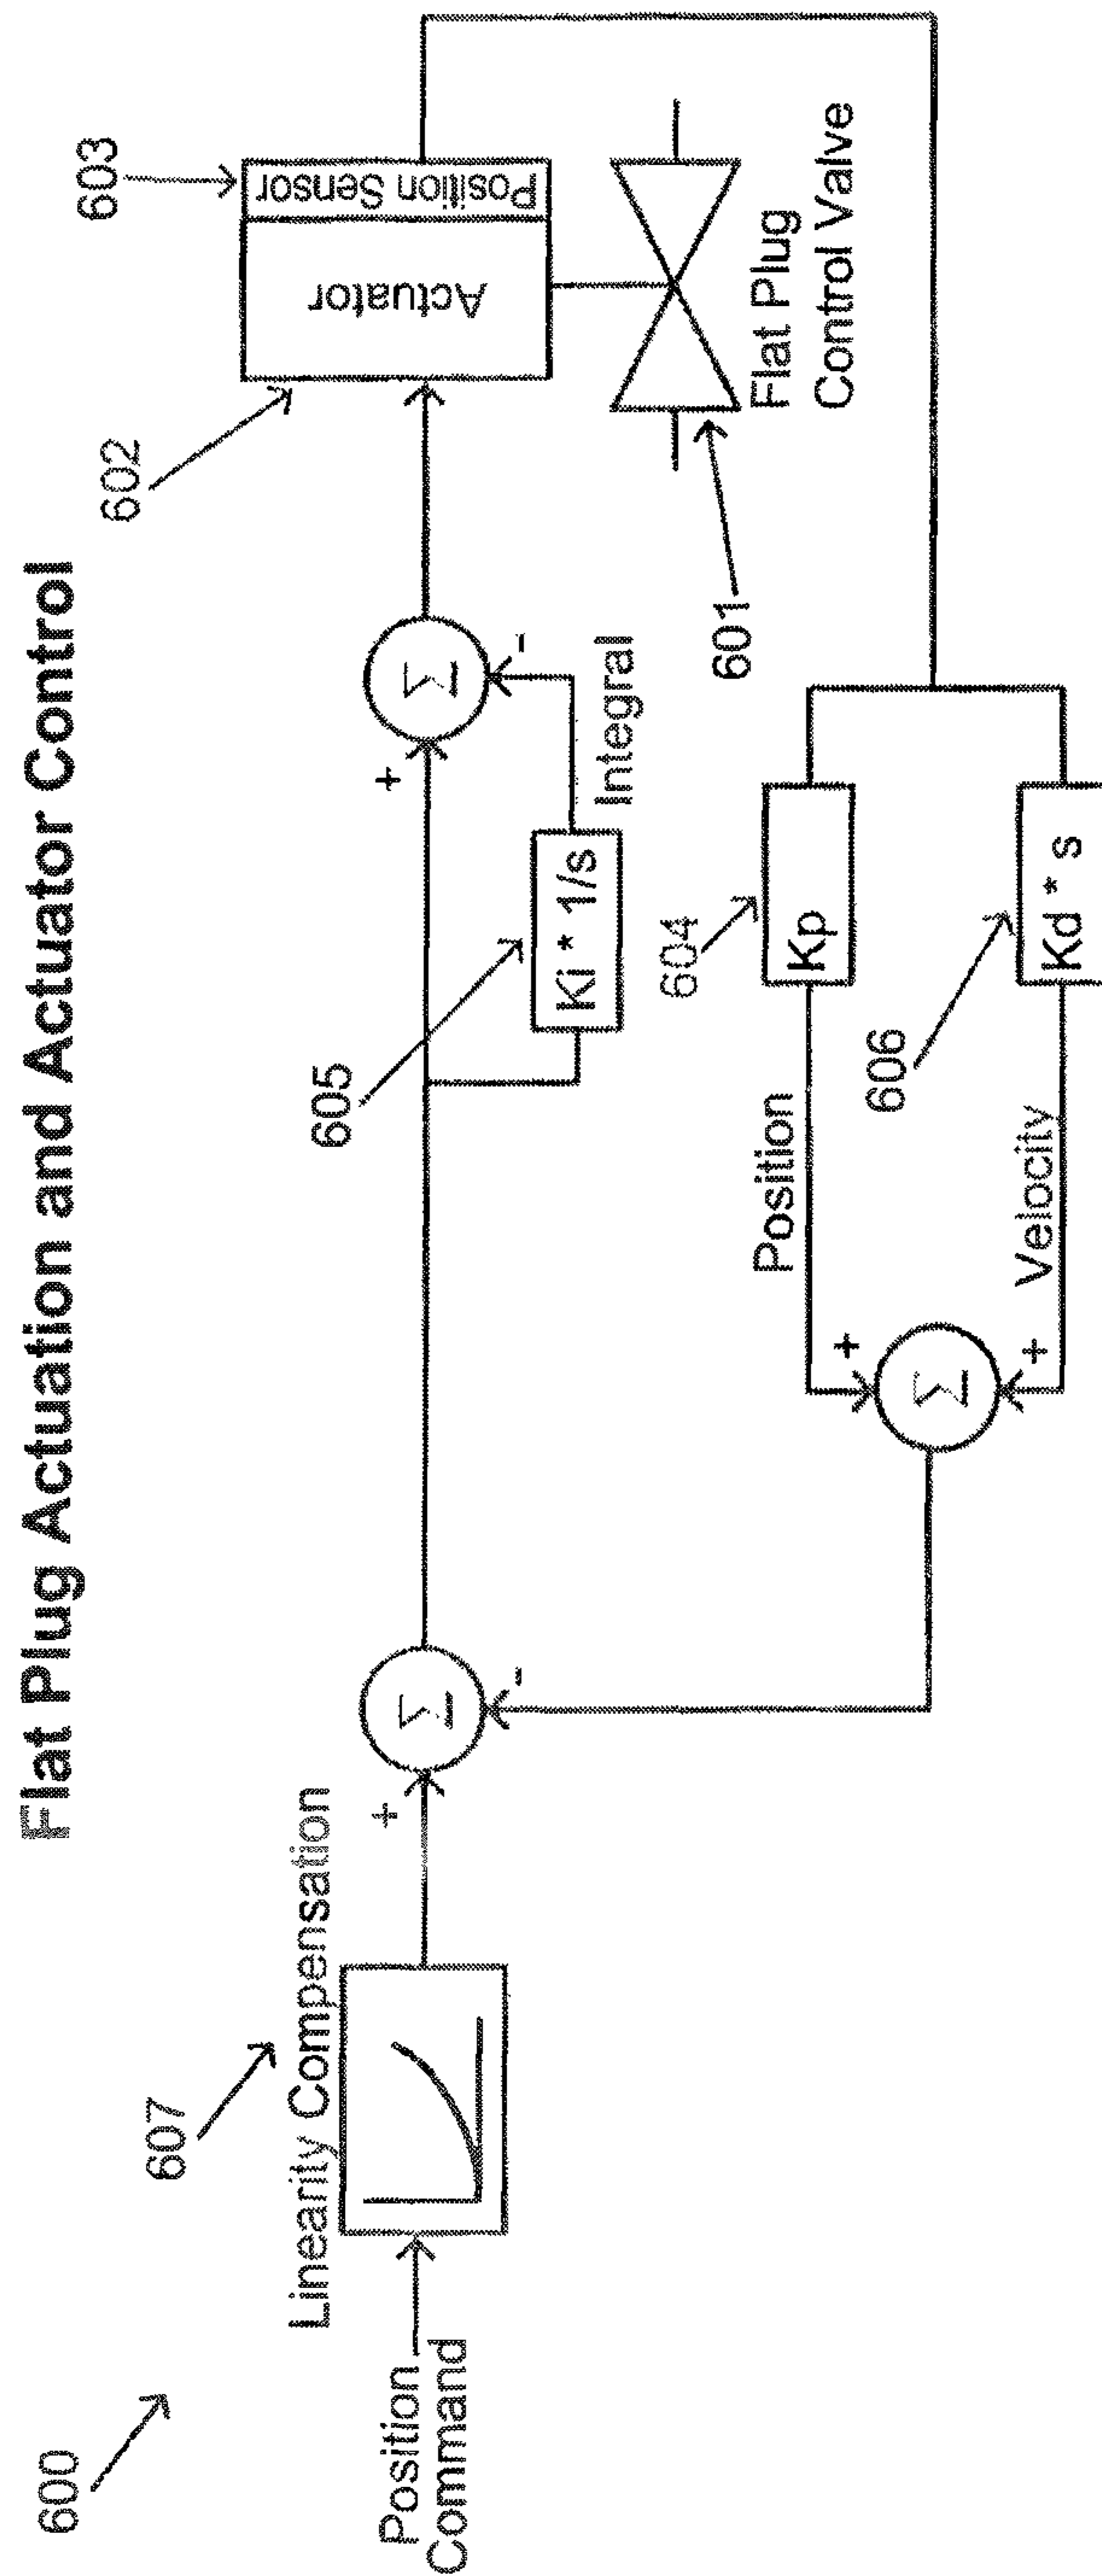 Flat Plug Actuation and Actuator Control
600
607
Linearity Compensation
Position
Command
+
Σ
-
605
Ki * 1/s
Integral
+
Σ
-
602
603
Actuator
Position Sensor
601
Flat Plug
Control Valve
604
Kp
Position
+
Σ
+
Velocity
606
Kd * s